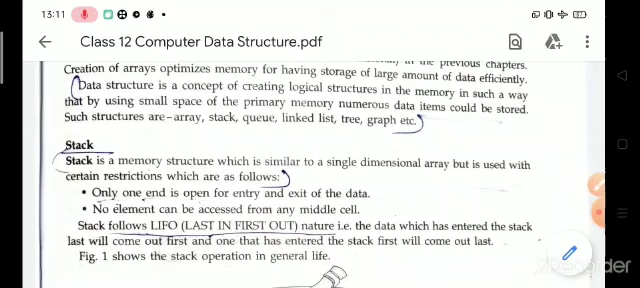 13:11
57
Class 12 Computer Data Structure.pdf
in the previous chapters.
Creation of arrays optimizes memory for having storage of large amount of data efficiently.
Data structure is a concept of creating logical structures in the memory in such a way
that by using small space of the primary memory numerous data items could be stored.
Such structures are – array, stack, queue, linked list, tree, graph etc.
Stack
Stack is a memory structure which is similar to a single dimensional array but is used with
certain restrictions which are as follows:
• Only one end is open for entry and exit of the data.
• No element can be accessed from any middle cell.
Stack follows LIFO (LAST IN FIRST OUT) nature i.e. the data which has entered the stack
last will come out first and one that has entered the stack first will come out last.
Fig. 1 shows the stack operation in general life.